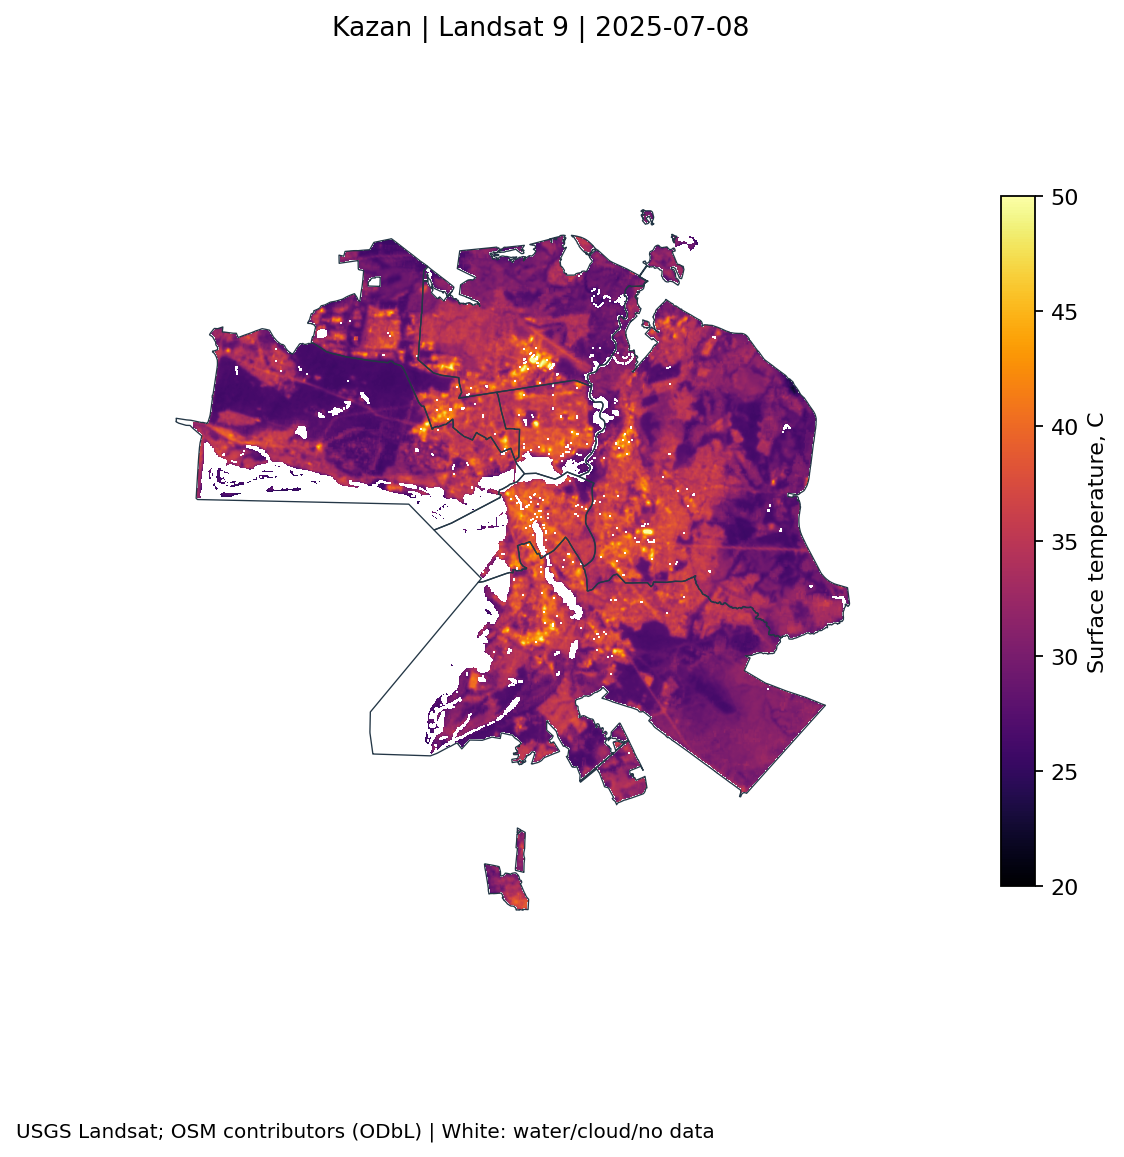 Kazan | Landsat 9 | 2025-07-08
50
45
40
35
30
25
20
Surface temperature, C
USGS Landsat; OSM contributors (ODbL) | White: water/cloud/no data